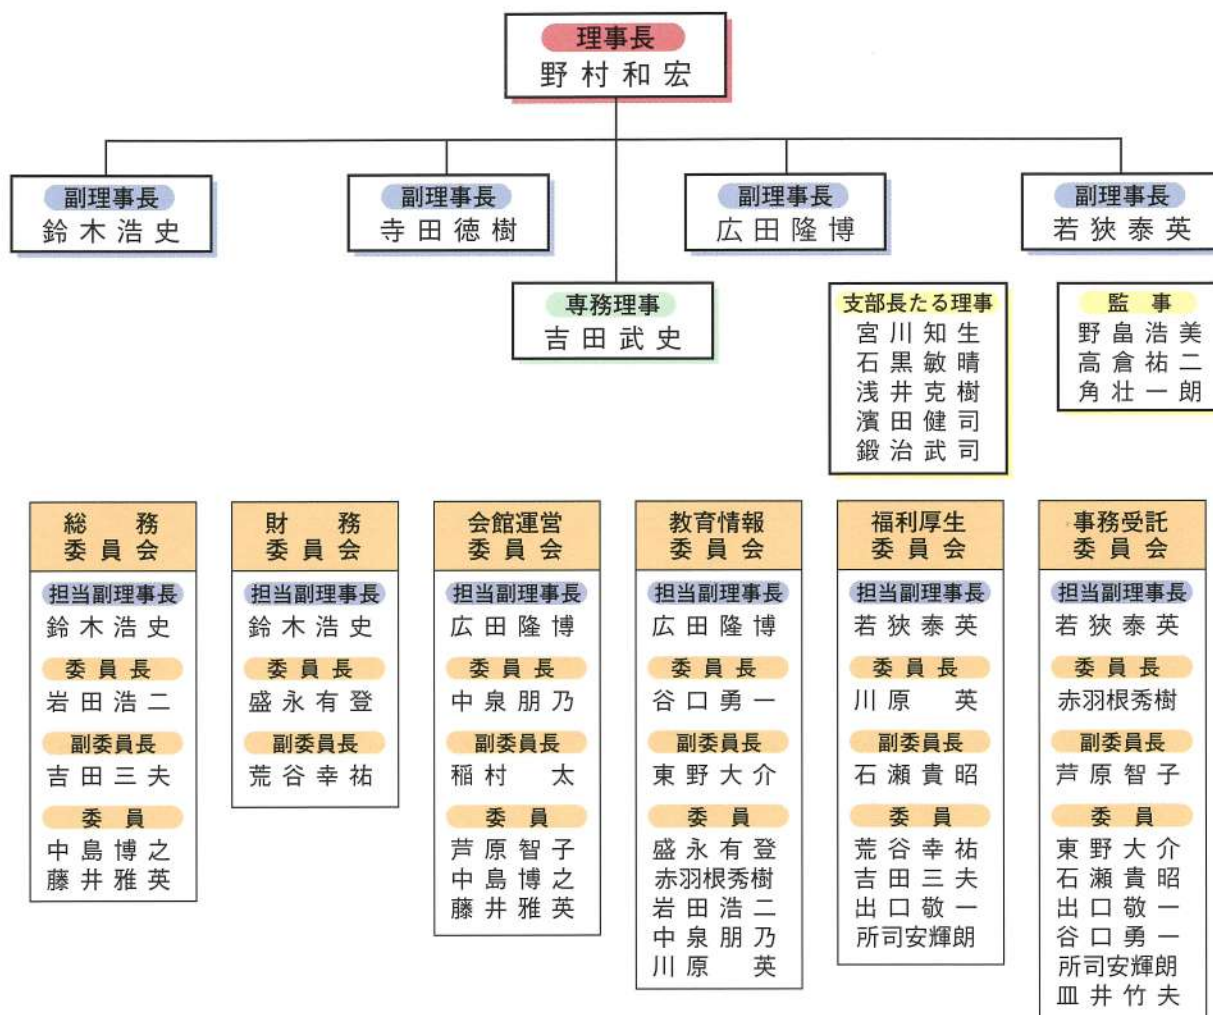 理事長
野村和宏
副理事長
鈴木浩史
副理事長
寺田徳樹
副理事長
広田隆博
副理事長
若狹泰英
専務理事
吉田武史
支部長たる理事
宮川知生
石黒敏晴
浅井克樹
濱田健司
鍛治武司
監事
野畠浩美
高倉祐二
角壮一朗
総務
委員会
担当副理事長
鈴木浩史
委員長
岩田浩二
副委員長
吉田三夫
委員
中島博之
藤井雅英
財務
委員会
担当副理事長
鈴木浩史
委員長
盛永有登
副委員長
荒谷幸祐
会館運営
委員会
担当副理事長
広田隆博
委員長
中泉朋乃
副委員長
稲村太
委員
芦原智子
中島博之
藤井雅英
教育情報
委員会
担当副理事長
広田隆博
委員長
谷口勇一
副委員長
東野大介
委員
盛永有登
赤羽根秀樹
岩田浩二
中泉朋乃
川原英
福利厚生
委員会
担当副理事長
若狹泰英
委員長
川原英
副委員長
石瀬貴昭
委員
荒谷幸祐
吉田三夫
出口敬一
所司安輝朗
事務受託
委員会
担当副理事長
若狹泰英
委員長
赤羽根秀樹
副委員長
芦原智子
委員
東野大介
石瀬貴昭
出口敬一
谷口勇一
所司安輝朗
皿井竹夫